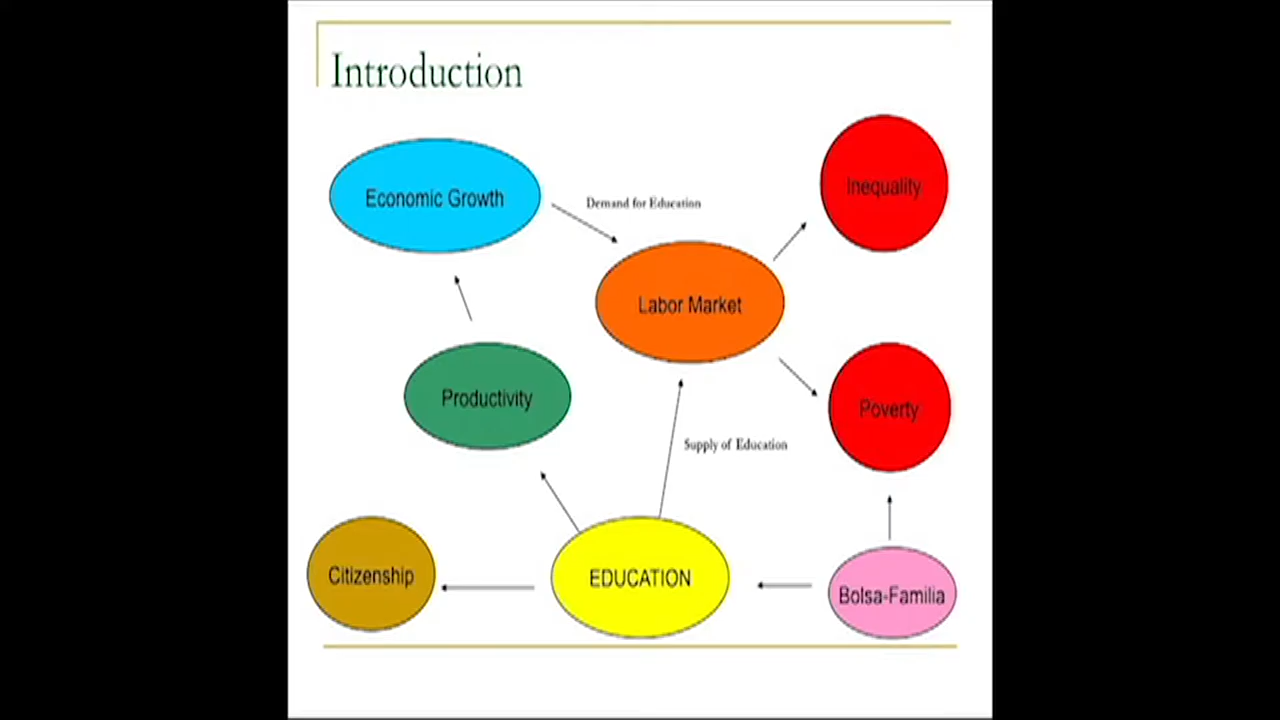 Introduction
Economic Growth
Demand for Education
Inequality
Labor Market
Productivity
Poverty
Supply of Education
Citizenship
EDUCATION
Bolsa-Familia